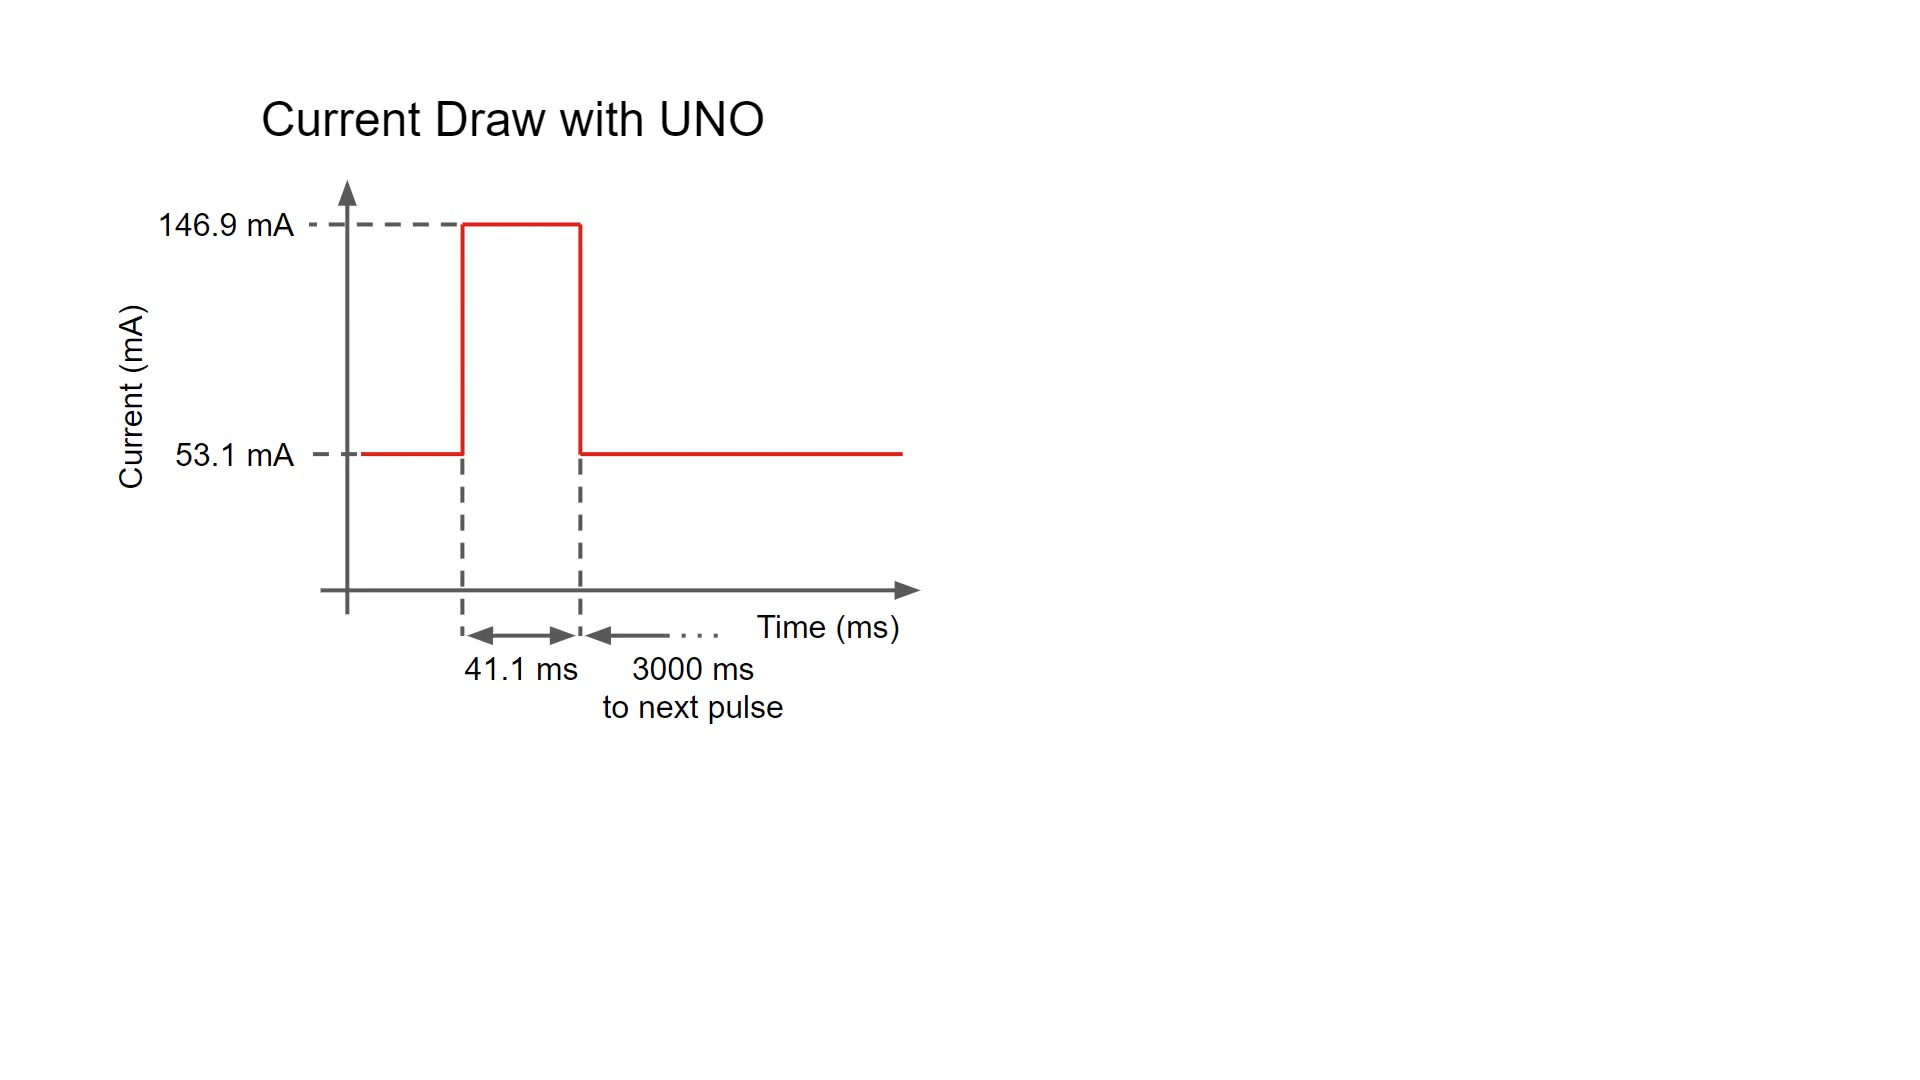 Current Draw with UNO
146.9 mA
Current (mA)
53.1 mA
Time (ms)
41.1 ms
3000 ms
to next pulse